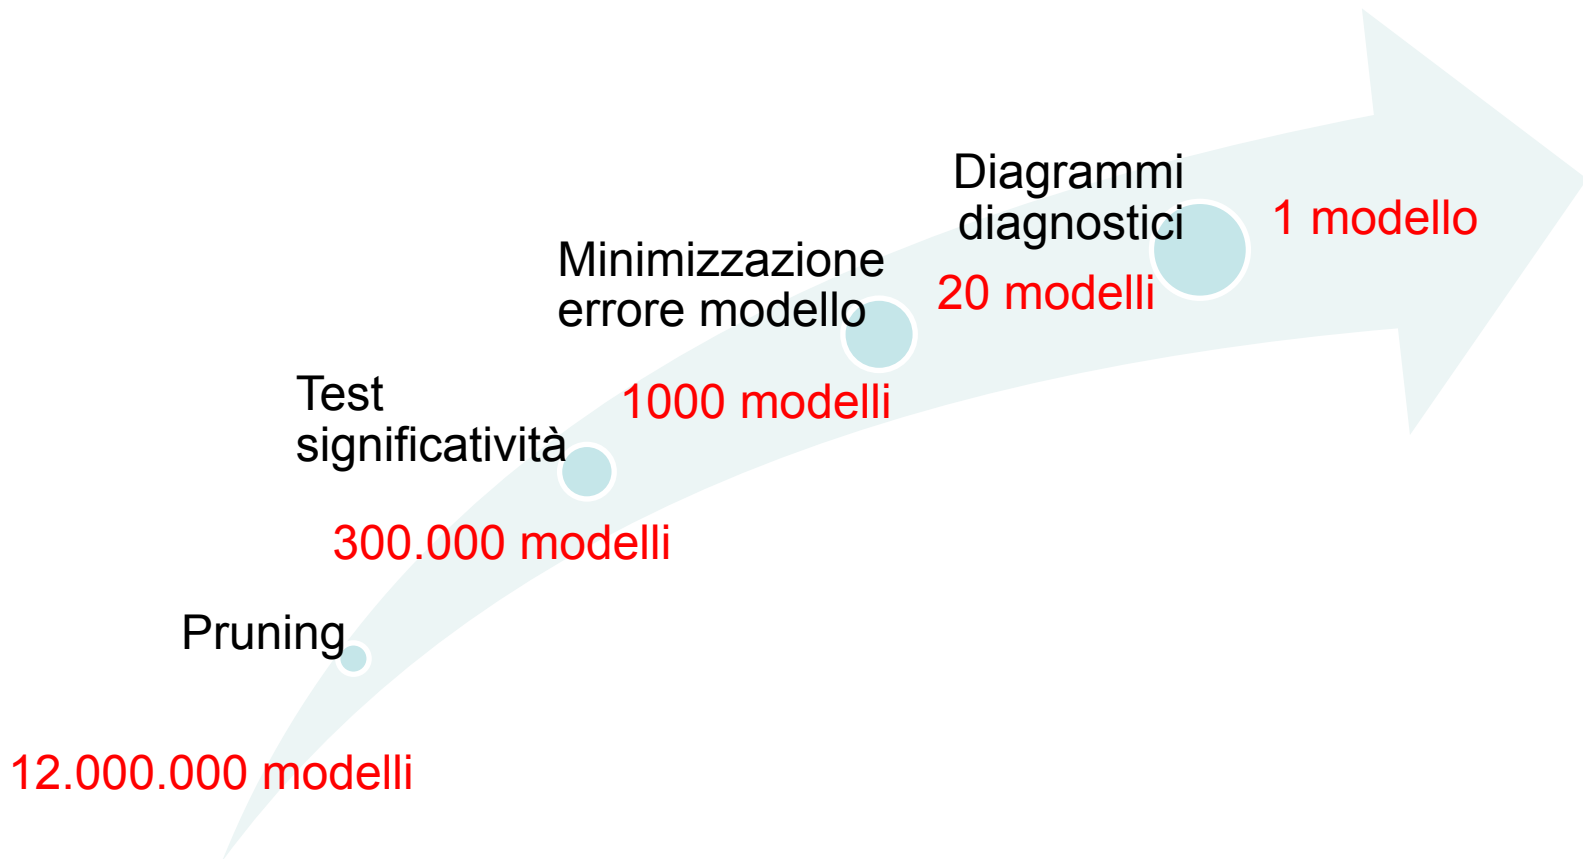 12.000.000 modelli
Pruning
300.000 modelli
Test
significatività
1000 modelli
Minimizzazione
errore modello
20 modelli
Diagrammi
diagnostici
1 modello